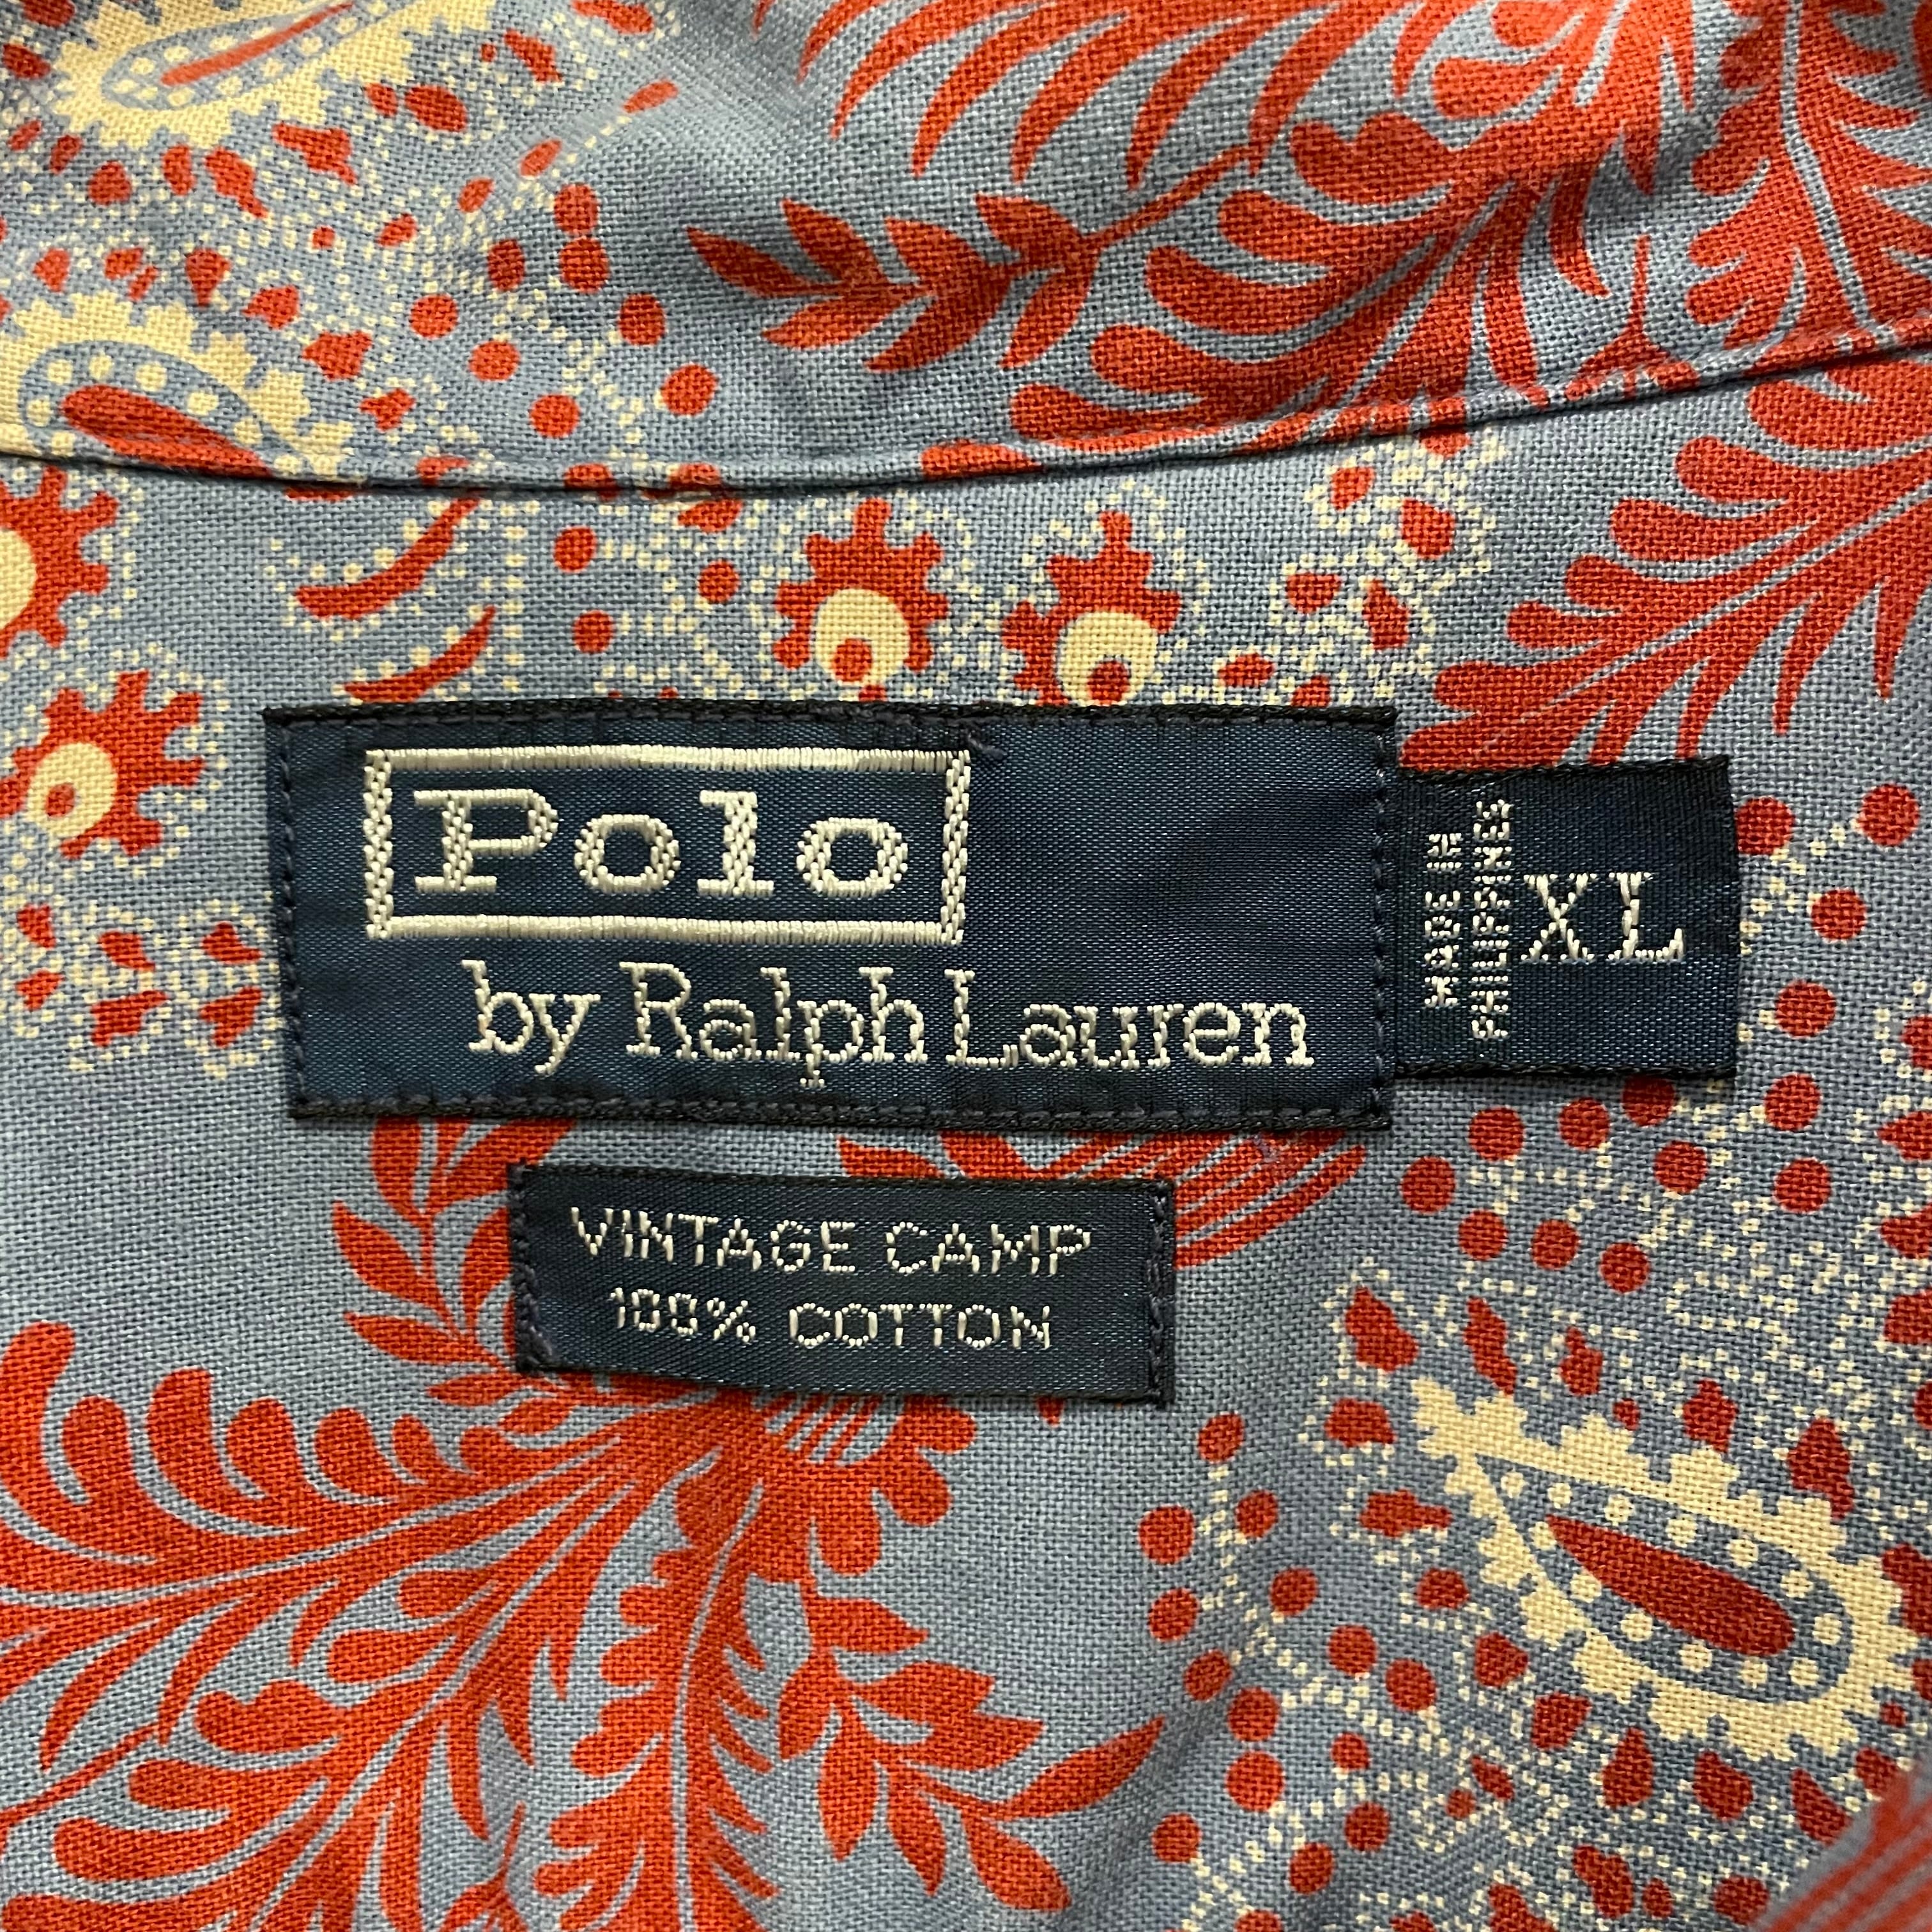 Polo
by Ralph Lauren
MADE IN
PHILIPPINES
XL
VINTAGE CAMP
100% COTTON